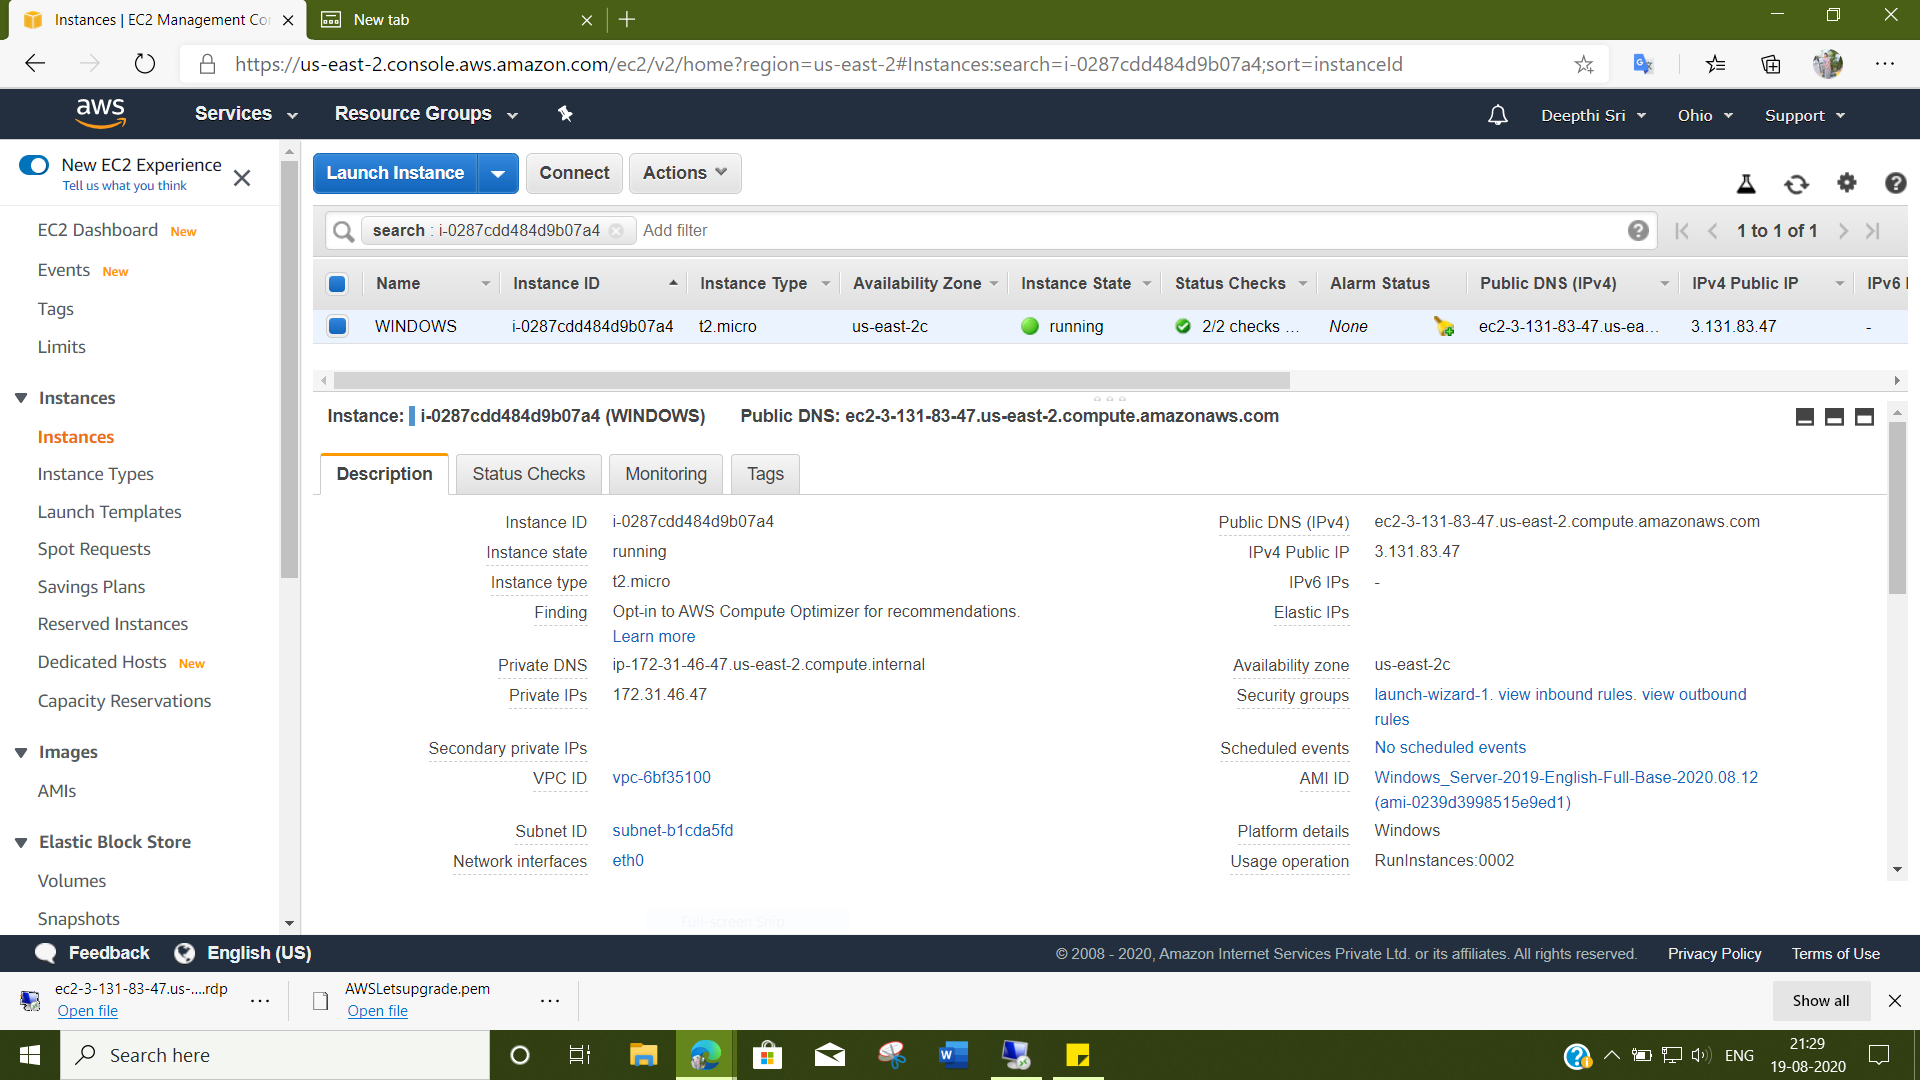 Instances | EC2 Management Co
New tab
https://us-east-2.console.aws.amazon.com/ec2/v2/home?region=us-east-2#Instances:search=i-0287cdd484d9b07a4;sort=instanceId
aws
Services
Resource Groups
Deepthi Sri
Ohio
Support
New EC2 Experience
Tell us what you think
EC2 Dashboard New
Events New
Tags
Limits
Instances
Instances
Instance Types
Launch Templates
Spot Requests
Savings Plans
Reserved Instances
Dedicated Hosts New
Capacity Reservations
Images
AMIs
Elastic Block Store
Volumes
Snapshots
Launch Instance
Connect
Actions
search : i-0287cdd484d9b07a4
Add filter
1 to 1 of 1
Name Instance ID Instance Type Availability Zone Instance State Status Checks Alarm Status Public DNS (IPv4) IPv4 Public IP IPv6
WINDOWS i-0287cdd484d9b07a4 t2.micro us-east-2c running 2/2 checks ... None ec2-3-131-83-47.us-ea... 3.131.83.47 -
Instance: i-0287cdd484d9b07a4 (WINDOWS) Public DNS: ec2-3-131-83-47.us-east-2.compute.amazonaws.com
Description
Status Checks
Monitoring
Tags
Instance ID i-0287cdd484d9b07a4
Instance state running
Instance type t2.micro
Finding Opt-in to AWS Compute Optimizer for recommendations.
Learn more
Private DNS ip-172-31-46-47.us-east-2.compute.internal
Private IPs 172.31.46.47
Secondary private IPs
VPC ID vpc-6bf35100
Subnet ID subnet-b1cda5fd
Network interfaces eth0
Public DNS (IPv4) ec2-3-131-83-47.us-east-2.compute.amazonaws.com
IPv4 Public IP 3.131.83.47
IPv6 IPs -
Elastic IPs
Availability zone us-east-2c
Security groups launch-wizard-1. view inbound rules. view outbound
rules
Scheduled events No scheduled events
AMI ID Windows_Server-2019-English-Full-Base-2020.08.12
(ami-0239d3998515e9ed1)
Platform details Windows
Usage operation RunInstances:0002
Full-screen Snip
Feedback
English (US)
© 2008 - 2020, Amazon Internet Services Private Ltd. or its affiliates. All rights reserved.
Privacy Policy
Terms of Use
ec2-3-131-83-47.us-....rdp
Open file
AWSLetsupgrade.pem
Open file
Show all
Search here
ENG
21:29
19-08-2020